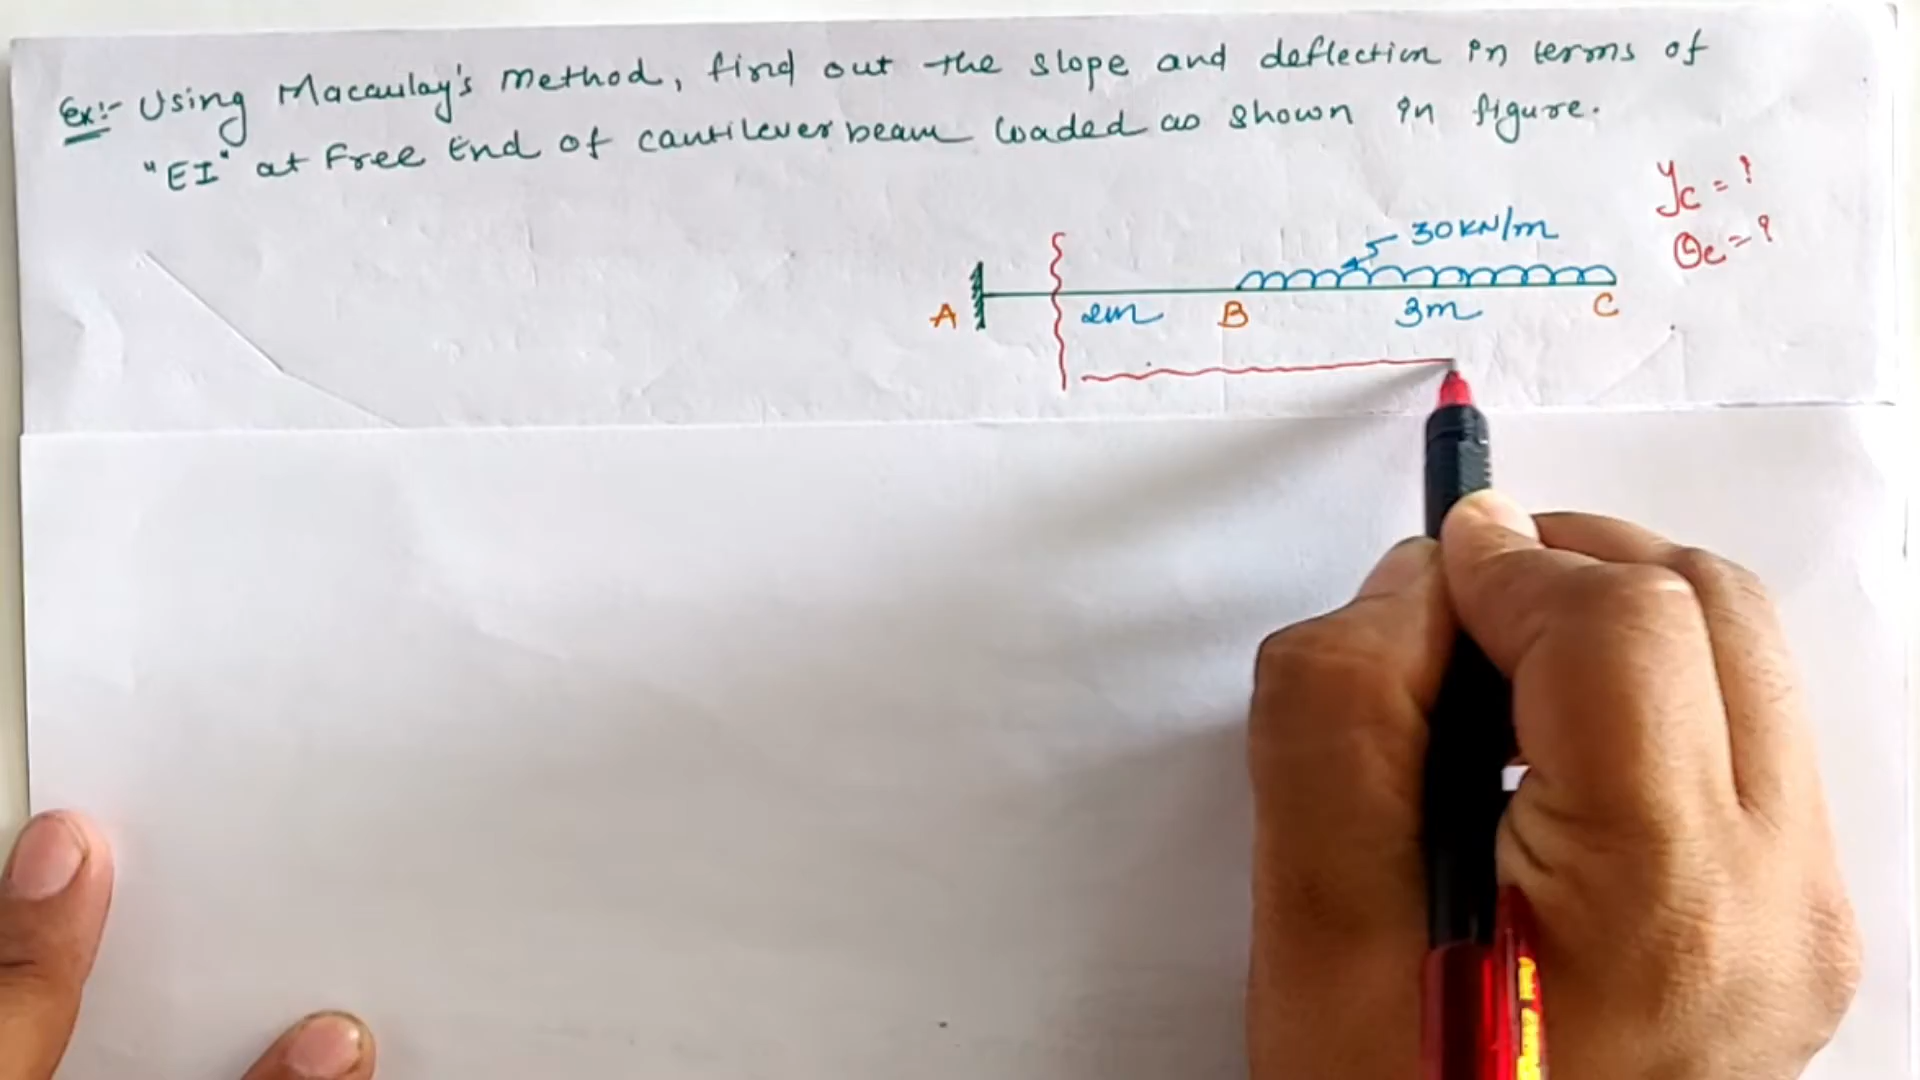 Ex:- Using Macaulay's Method, find out the slope and deflection in terms of
"EI" at Free End of cantilever beam loaded as shown in figure.
yc = ?
θc = ?
30 KN/m
A 2m B 3m C